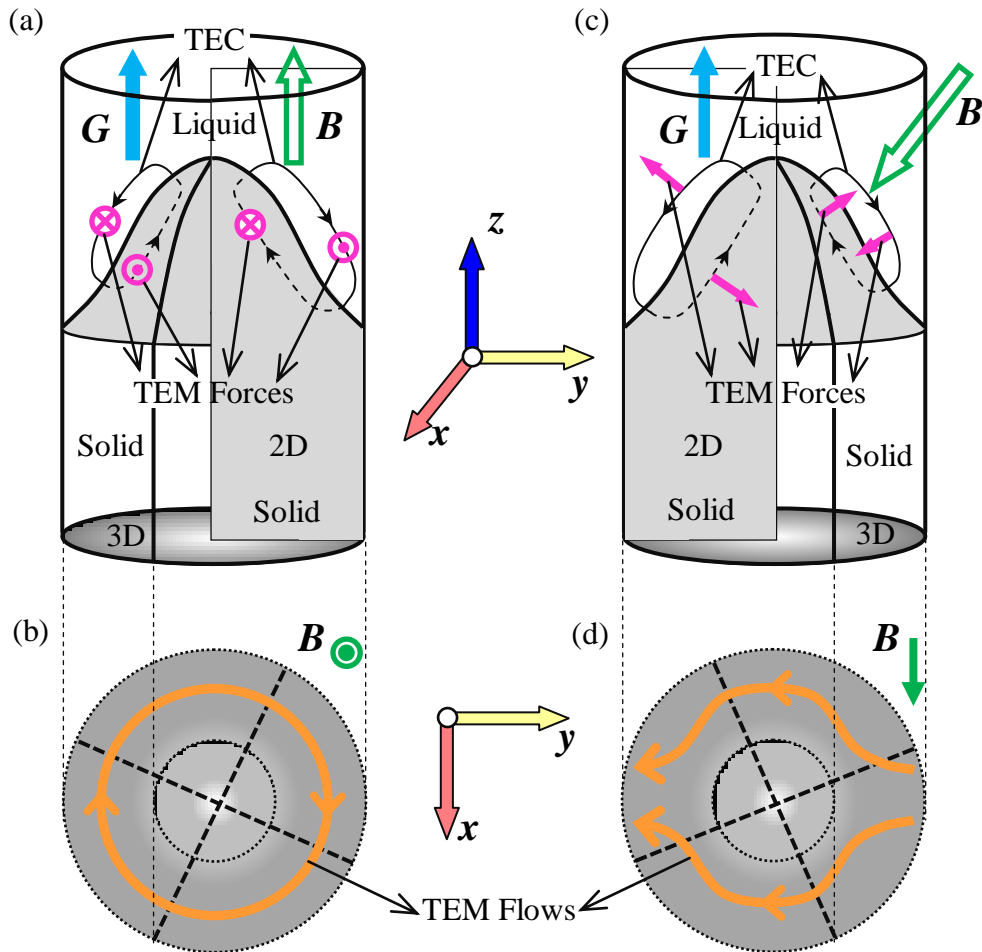 (a)
TEC
G
Liquid
B
TEM Forces
Solid
2D
Solid
3D
z
y
x
(c)
TEC
G
Liquid
B
TEM Forces
2D
Solid
Solid
3D
(b)
B
y
x
(d)
B
TEM Flows